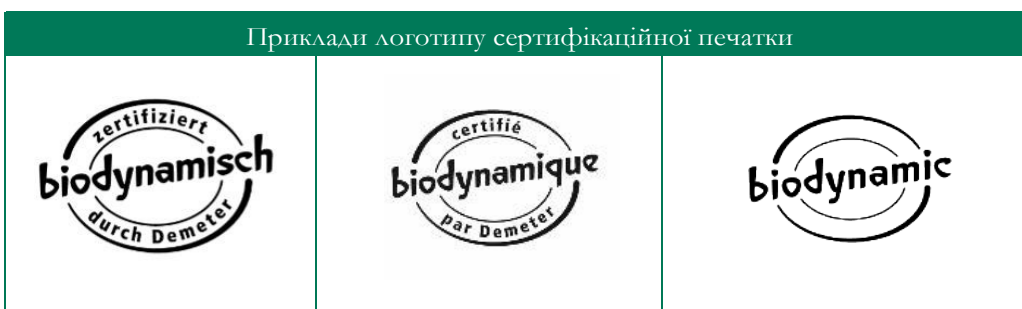 Приклади логотипу сертифікаційної печатки
zertifiziert
biodynamisch
durch Demeter
certifié
biodynamique
par Demeter
biodynamic